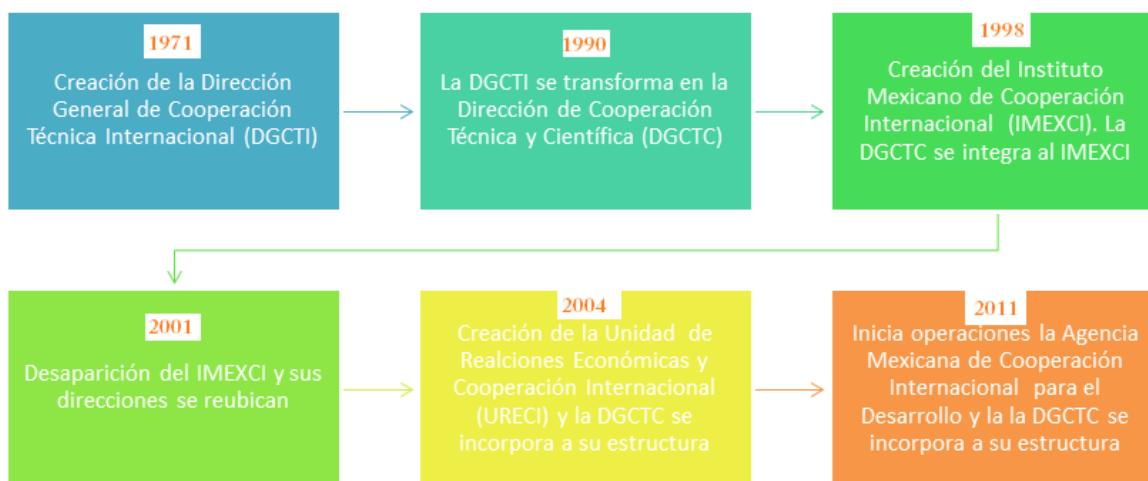 1971
Creación de la Dirección
General de Cooperación
Técnica Internacional (DGCTI)
1990
La DGCTI se transforma en la
Dirección de Cooperación
Técnica y Científica (DGCTC)
1998
Creación del Instituto
Mexicano de Cooperación
Internacional (IMEXCI). La
DGCTC se integra al IMEXCI
2001
Desaparición del IMEXCI y sus
direcciones se reubican
2004
Creación de la Unidad de
Realciones Económicas y
Cooperación Internacional
(URECI) y la DGCTC se
incorpora a su estructura
2011
Inicia operaciones la Agencia
Mexicana de Cooperación
Internacional para el
Desarrollo y la la DGCTC se
incorpora a su estructura